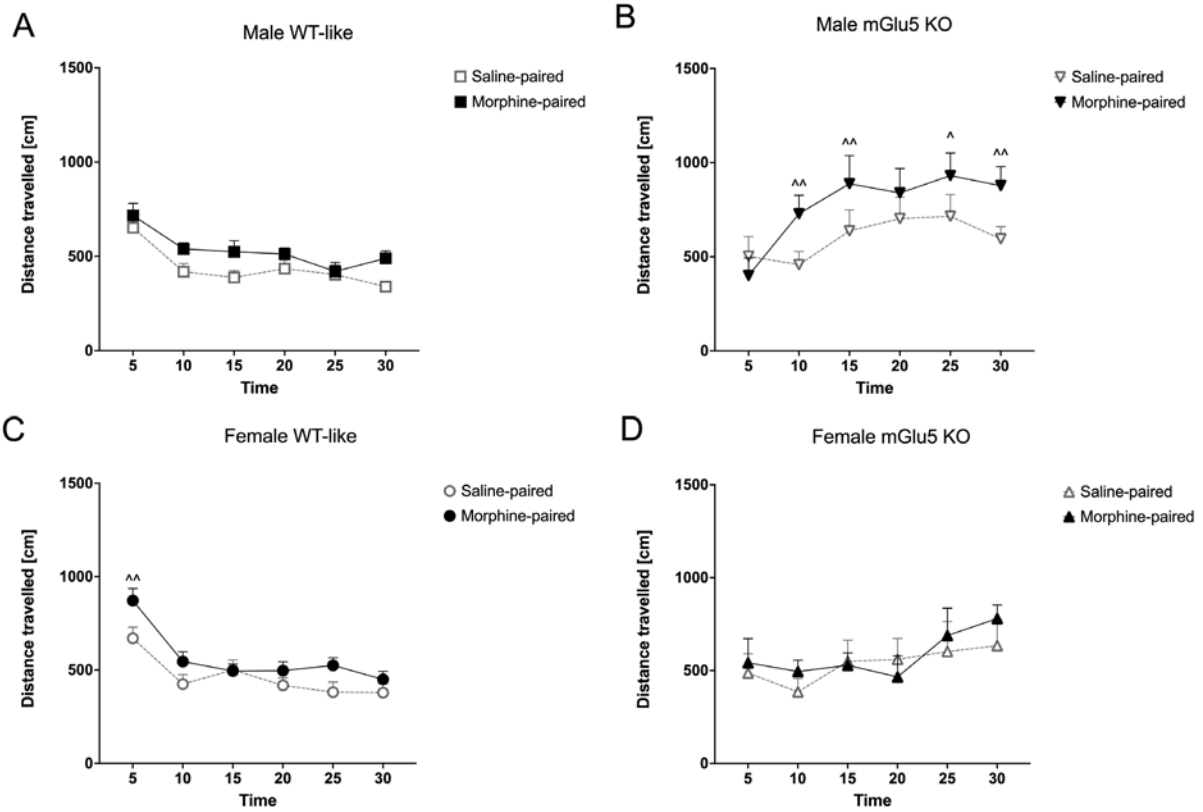 A
Male WT-like
1500
1000
500
0
Distance travelled [cm]
5 10 15 20 25 30
Time
Saline-paired
Morphine-paired
B
Male mGlu5 KO
1500
1000
500
0
Distance travelled [cm]
^^ ^^ ^ ^^
5 10 15 20 25 30
Time
Saline-paired
Morphine-paired
C
Female WT-like
1500
1000
500
0
Distance travelled [cm]
^^
5 10 15 20 25 30
Time
Saline-paired
Morphine-paired
D
Female mGlu5 KO
1500
1000
500
0
Distance travelled [cm]
5 10 15 20 25 30
Time
Saline-paired
Morphine-paired